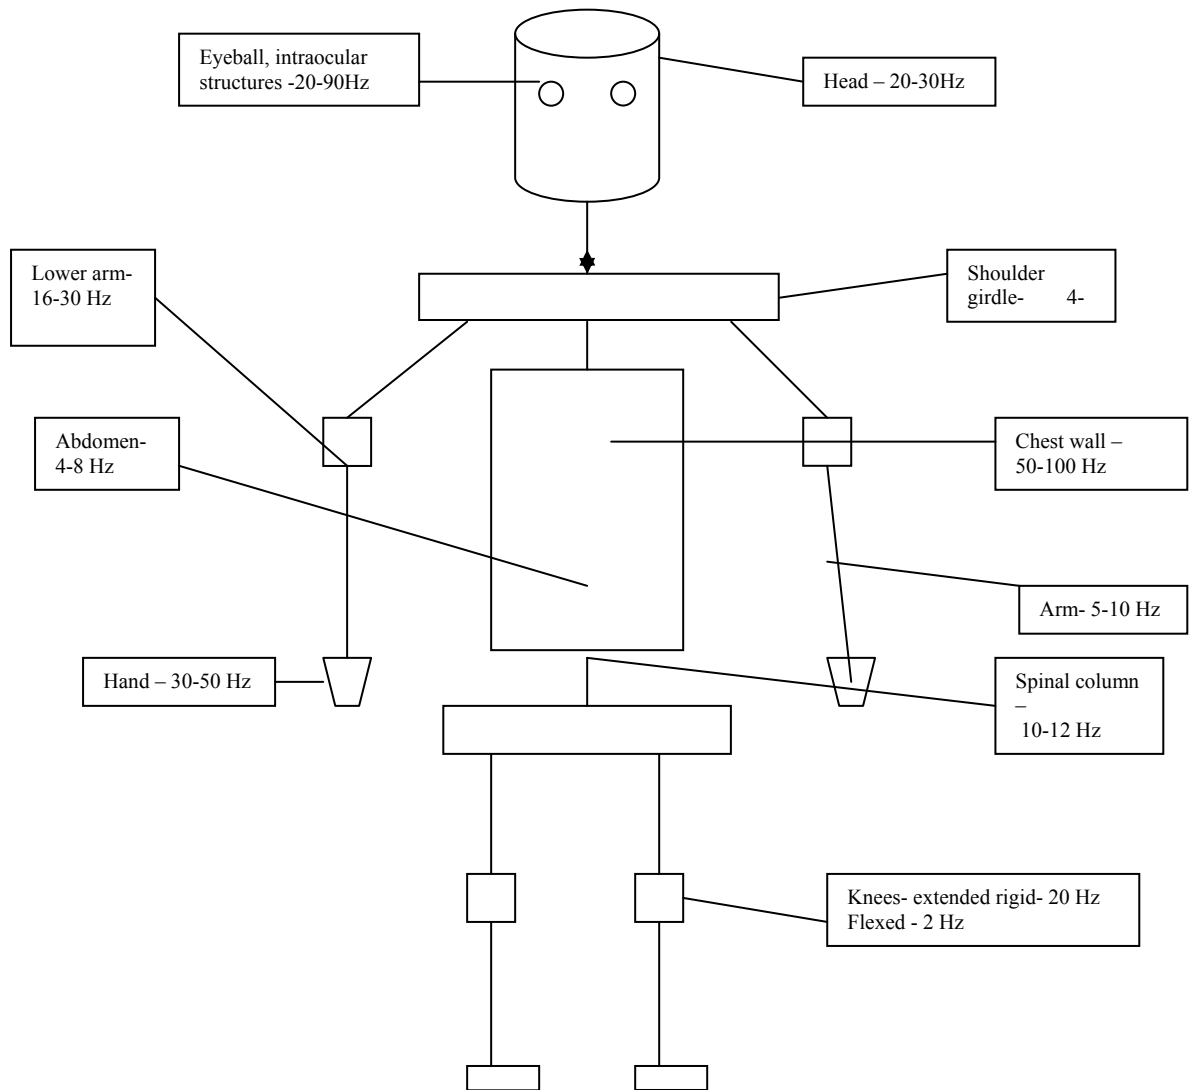 Eyeball, intraocular
structures -20-90Hz
Head – 20-30Hz
Lower arm-
16-30 Hz
Shoulder
girdle- 4-
Abdomen-
4-8 Hz
Chest wall –
50-100 Hz
Arm- 5-10 Hz
Hand – 30-50 Hz
Spinal column
–
10-12 Hz
Knees- extended rigid- 20 Hz
Flexed - 2 Hz